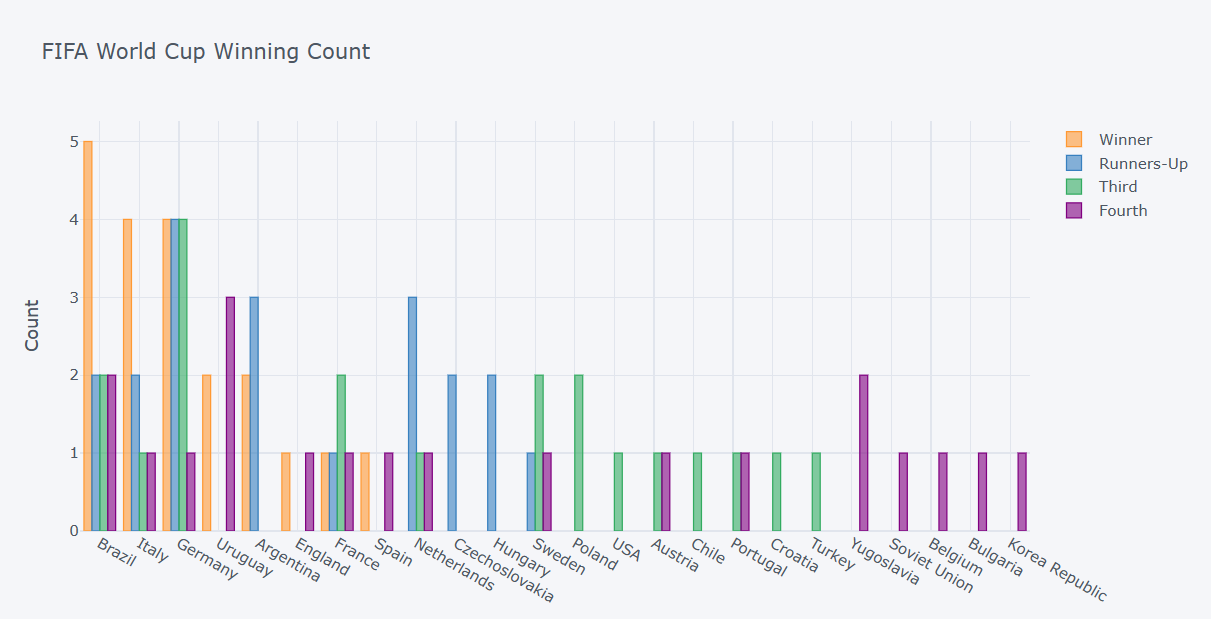 FIFA World Cup Winning Count
Winner
Runners-Up
Third
Fourth
Count
5
4
3
2
1
0
Brazil
Italy
Germany
Uruguay
Argentina
England
France
Spain
Netherlands
Czechoslovakia
Hungary
Sweden
Poland
USA
Austria
Chile
Portugal
Croatia
Turkey
Yugoslavia
Soviet Union
Belgium
Bulgaria
Korea Republic